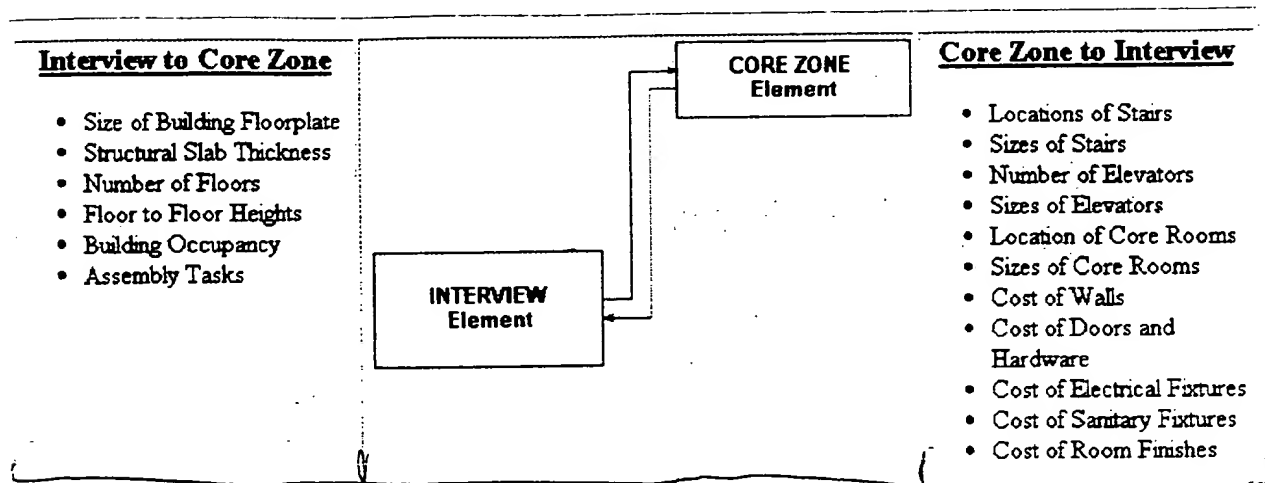 Interview to Core Zone
• Size of Building Floorplate
• Structural Slab Thickness
• Number of Floors
• Floor to Floor Heights
• Building Occupancy
• Assembly Tasks
CORE ZONE
Element
INTERVIEW
Element
Core Zone to Interview
• Locations of Stairs
• Sizes of Stairs
• Number of Elevators
• Sizes of Elevators
• Location of Core Rooms
• Sizes of Core Rooms
• Cost of Walls
• Cost of Doors and
Hardware
• Cost of Electrical Fixtures
• Cost of Sanitary Fixtures
• Cost of Room Finishes